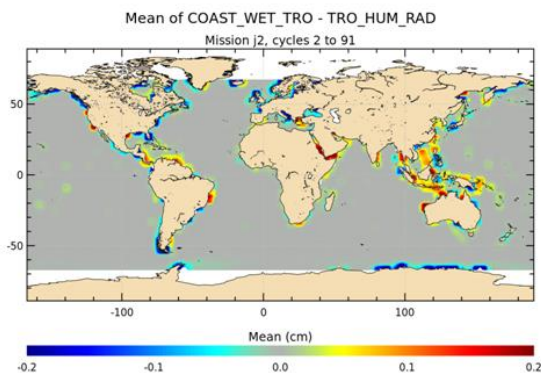 Mean of COAST_WET_TRO - TRO_HUM_RAD
Mission j2, cycles 2 to 91
50
0
-50
-100 0 100
Mean (cm)
-0.2 -0.1 0.0 0.1 0.2